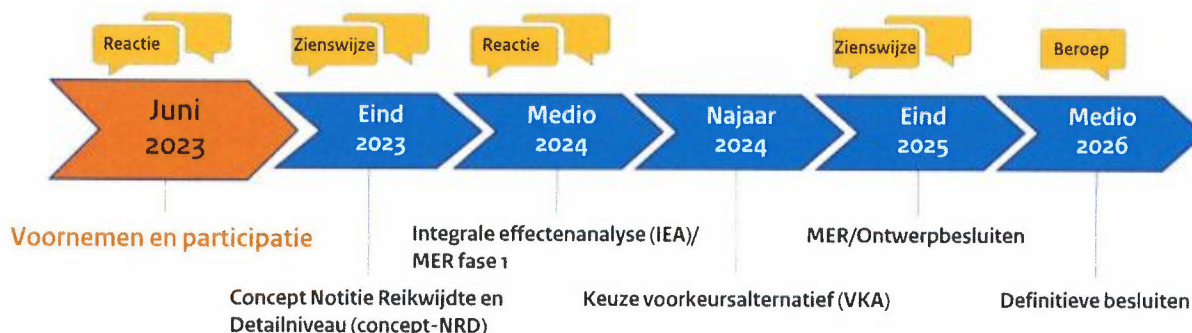 Reactie
Zienswijze
Reactie
Zienswijze
Beroep
Juni
2023
Eind
2023
Medio
2024
Najaar
2024
Eind
2025
Medio
2026
Voornemen en participatie
Integrale effectenanalyse (IEA)/
MER fase 1
MER/Ontwerpbesluiten
Concept Notitie Reikwijdte en
Detailniveau (concept-NRD)
Keuze voorkeursalternatief (VKA)
Definitieve besluiten